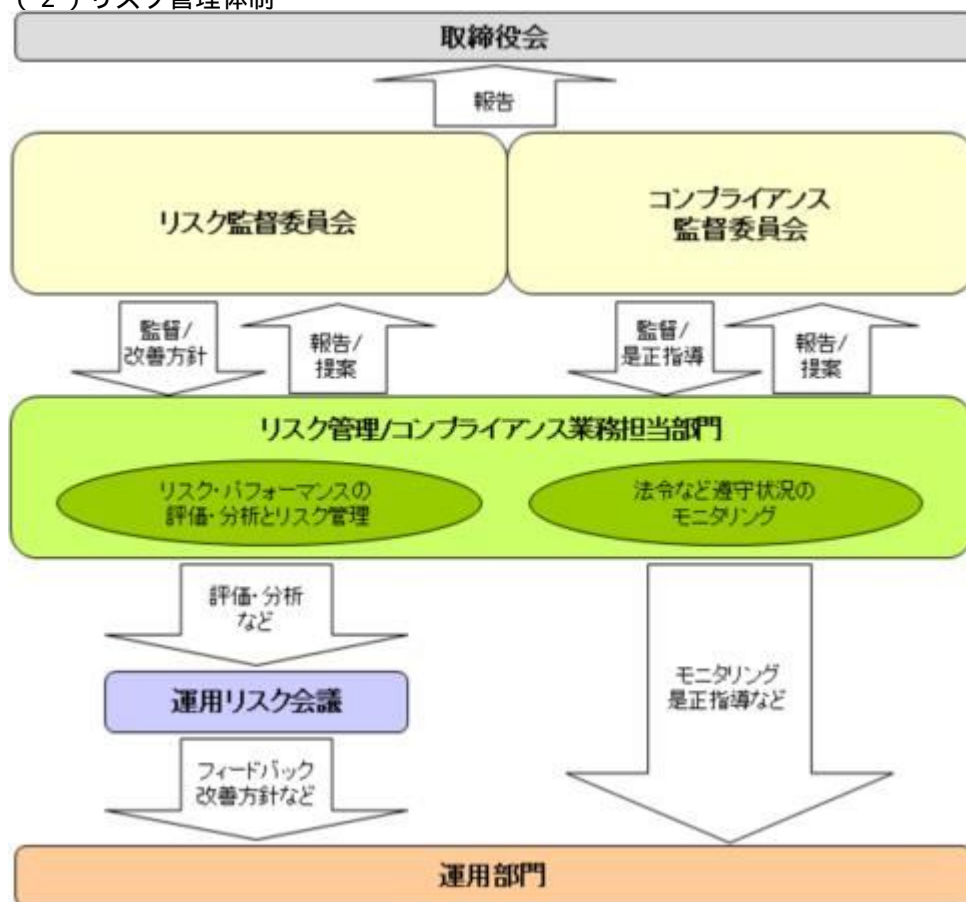 (2)リスク管理体制
取締役会
報告
リスク監督委員会
コンプライアンス
監督委員会
監督/
改善方針
報告/
提案
監督/
是正指導
報告/
提案
リスク管理/コンプライアンス業務担当部門
リスク・パフォーマンスの
評価・分析とリスク管理
法令など遵守状況の
モニタリング
評価・分析
など
運用リスク会議
モニタリング
是正指導など
フィードバック
改善方針など
運用部門